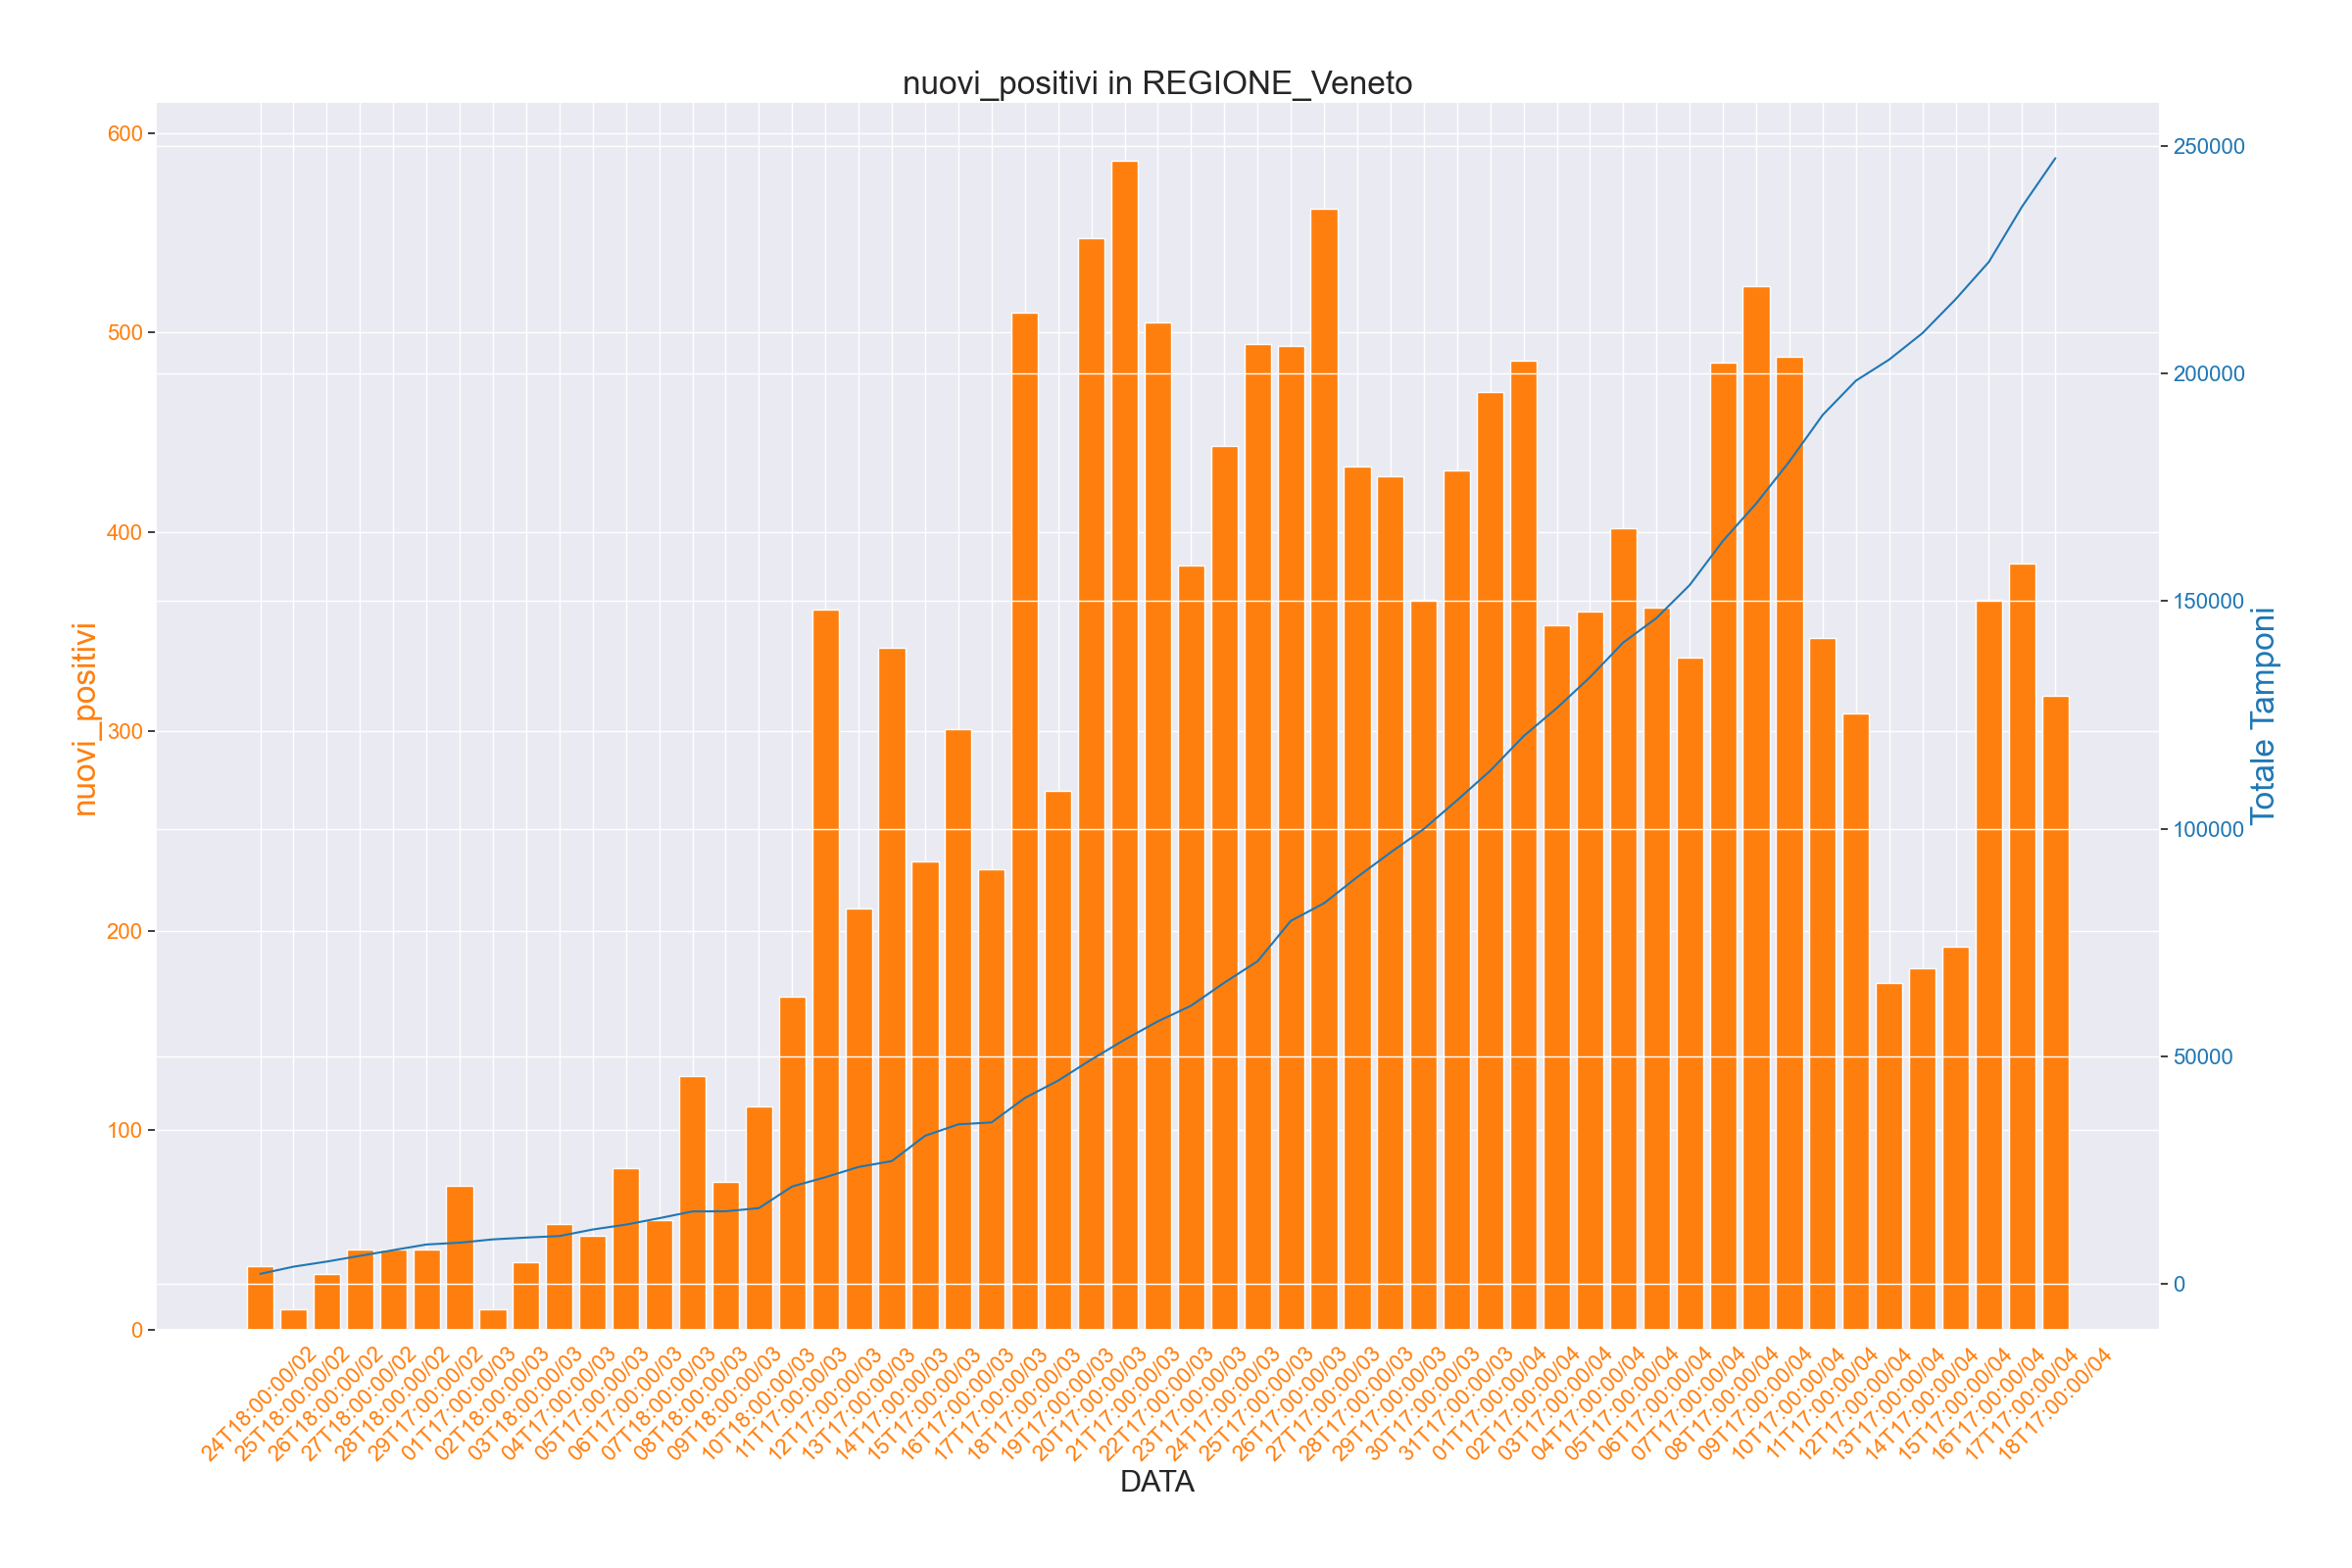 nuovi_positivi in REGIONE_Veneto
600
500
400
300
200
100
0
nuovi_positivi
250000
200000
150000
100000
50000
0
Totale Tamponi
24T18:00:00/02
25T18:00:00/02
26T18:00:00/02
27T18:00:00/02
28T18:00:00/02
29T17:00:00/02
01T17:00:00/03
02T18:00:00/03
03T18:00:00/03
04T17:00:00/03
05T17:00:00/03
06T17:00:00/03
07T18:00:00/03
08T18:00:00/03
09T18:00:00/03
10T18:00:00/03
11T17:00:00/03
12T17:00:00/03
13T17:00:00/03
14T17:00:00/03
15T17:00:00/03
16T17:00:00/03
17T17:00:00/03
18T17:00:00/03
19T17:00:00/03
20T17:00:00/03
21T17:00:00/03
22T17:00:00/03
23T17:00:00/03
24T17:00:00/03
25T17:00:00/03
26T17:00:00/03
27T17:00:00/03
28T17:00:00/03
29T17:00:00/03
30T17:00:00/03
31T17:00:00/03
01T17:00:00/04
02T17:00:00/04
03T17:00:00/04
04T17:00:00/04
05T17:00:00/04
06T17:00:00/04
07T17:00:00/04
08T17:00:00/04
09T17:00:00/04
10T17:00:00/04
11T17:00:00/04
12T17:00:00/04
13T17:00:00/04
14T17:00:00/04
15T17:00:00/04
16T17:00:00/04
17T17:00:00/04
18T17:00:00/04
DATA